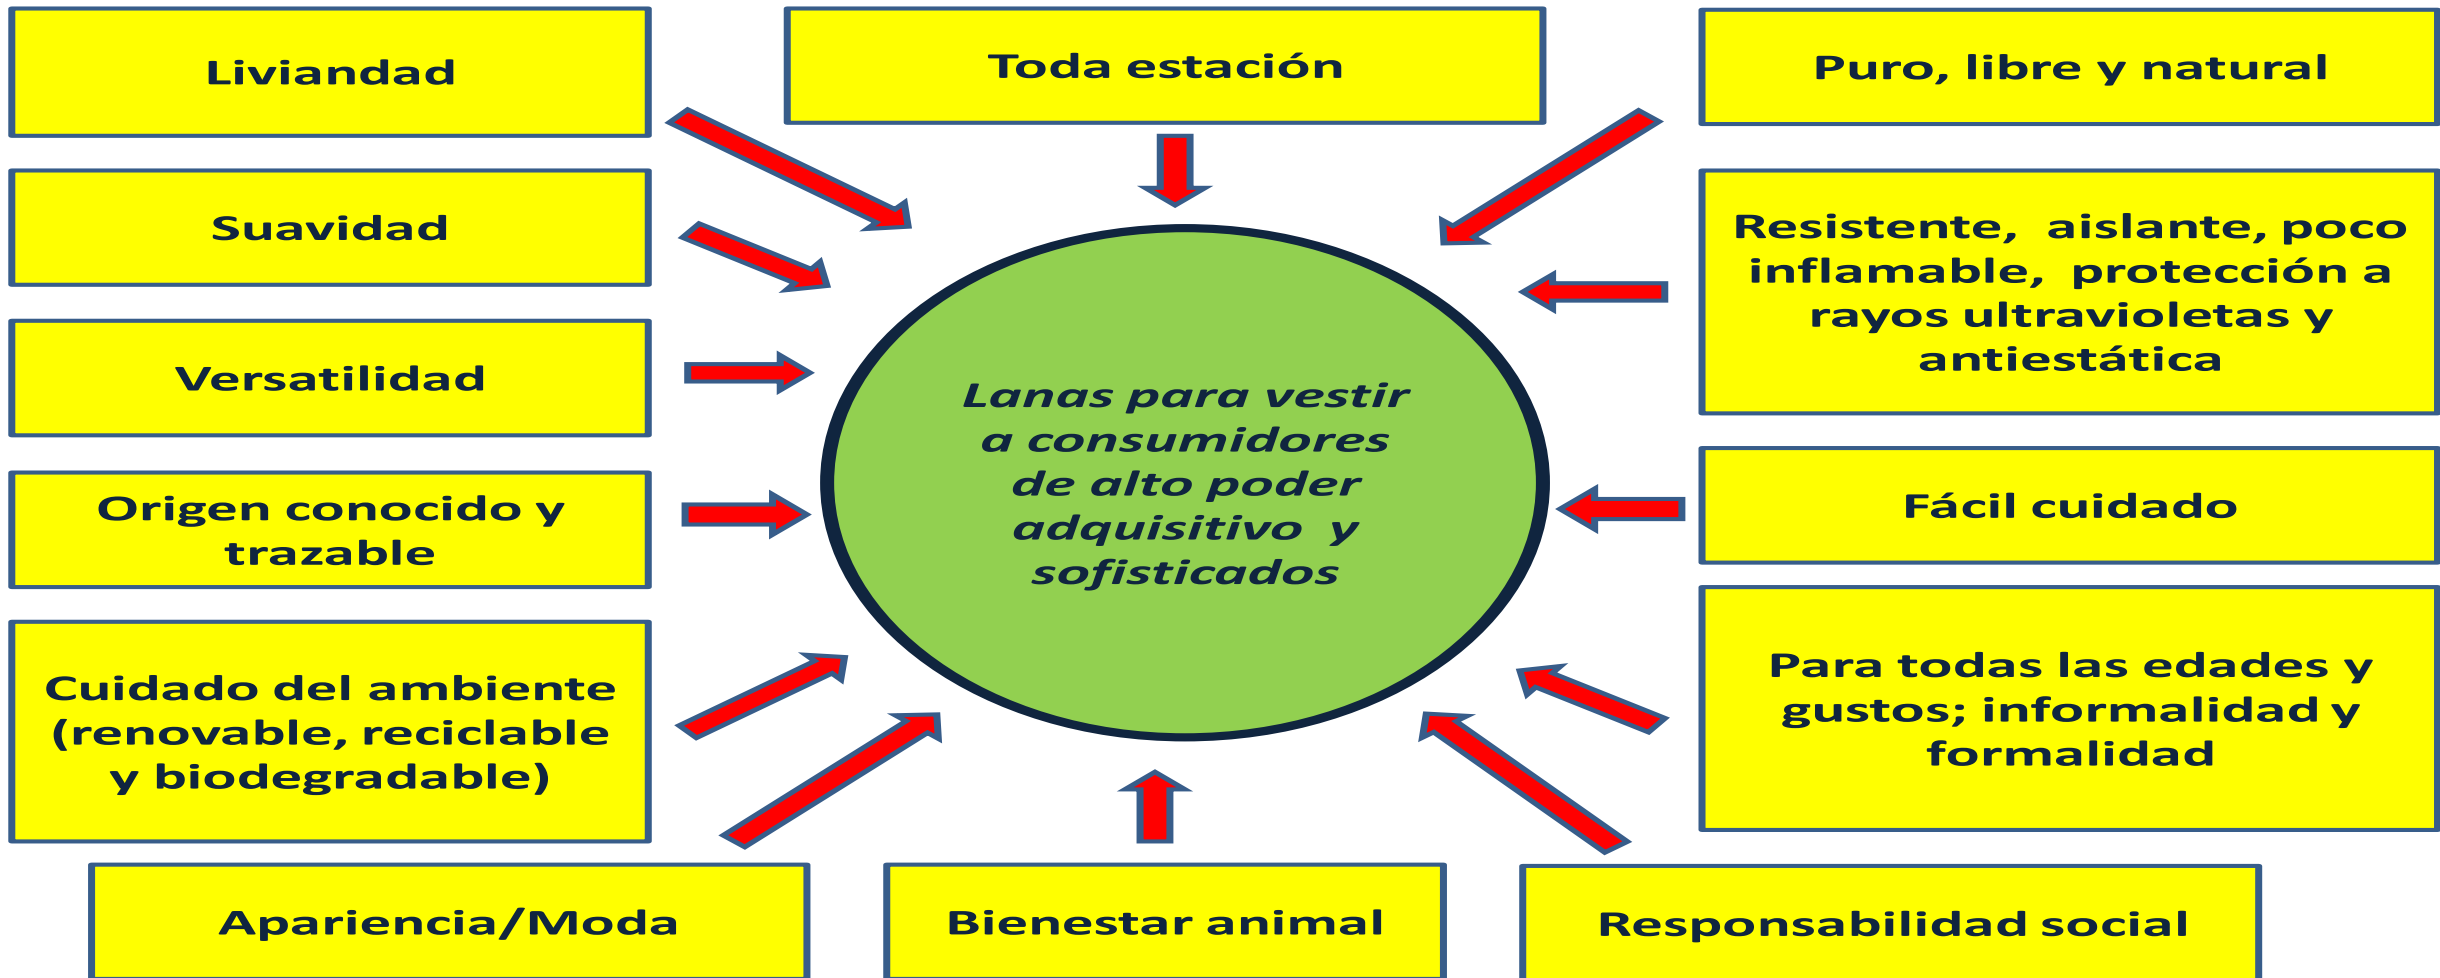 Liviandad
Toda estación
Puro, libre y natural
Suavidad
Resistente, aislante, poco
inflamable, protección a
rayos ultravioletas y
antiestática
Versatilidad
Lanas para vestir
a consumidores
de alto poder
adquisitivo y
sofisticados
Origen conocido y
trazable
Fácil cuidado
Cuidado del ambiente
(renovable, reciclable
y biodegradable)
Para todas las edades y
gustos; informalidad y
formalidad
Apariencia/Moda
Bienestar animal
Responsabilidad social